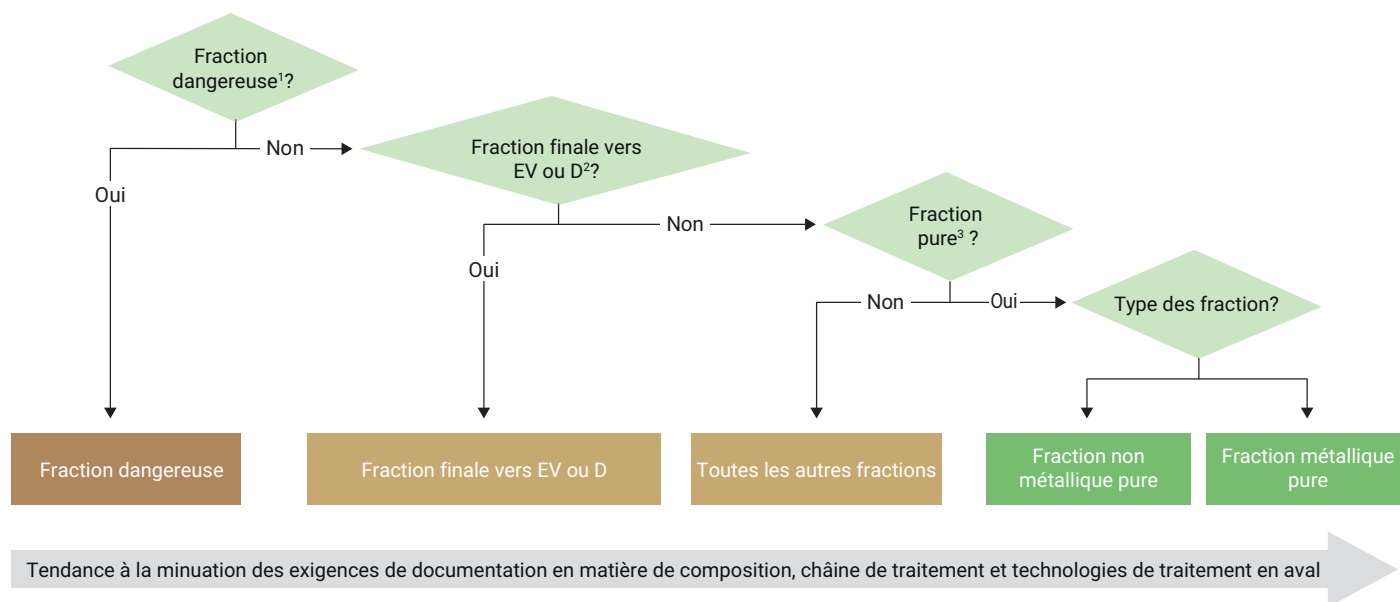 Fraction
dangereuse¹?
Non
Oui
Fraction finale vers
EV ou D²?
Non
Oui
Fraction
pure³ ?
Non
Oui
Type des fraction?
Fraction dangereuse
Fraction finale vers EV ou D
Toutes les autres fractions
Fraction non
métallique pure
Fraction métallique
pure
Tendance à la minuation des exigences de documentation en matière de composition, chaîne de traitement et technologies de traitement en aval